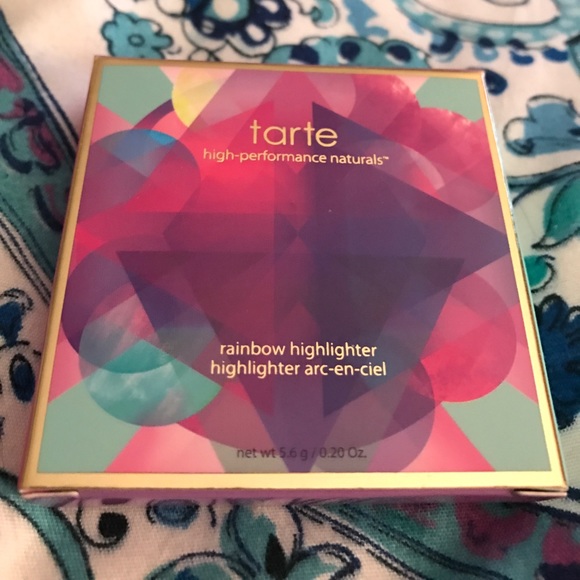 tarte
high-performance naturals™
rainbow highlighter
highlighter arc-en-ciel
net wt 5.6 g / 0.20 Oz.